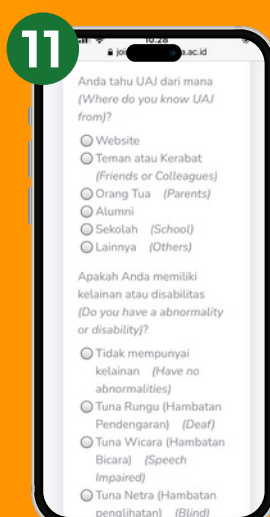 11
10.28
a.ac.id
Anda tahu UAJ dari mana
(Where do you know UAJ
from)?
Website
Teman atau Kerabat
(Friends or Colleagues)
Orang Tua (Parents)
Alumni
Sekolah (School)
Lainnya (Others)
Apakah Anda memiliki
kelainan atau disabilitas
(Do you have a abnormality
or disability)?
Tidak mempunyai
kelainan (Have no
abnormalities)
Tuna Rungu (Hambatan
Pendengaran) (Deaf)
Tuna Wicara (Hambatan
Bicara) (Speech
Impaired)
Tuna Netra (Hambatan
penglihatan) (Blind)